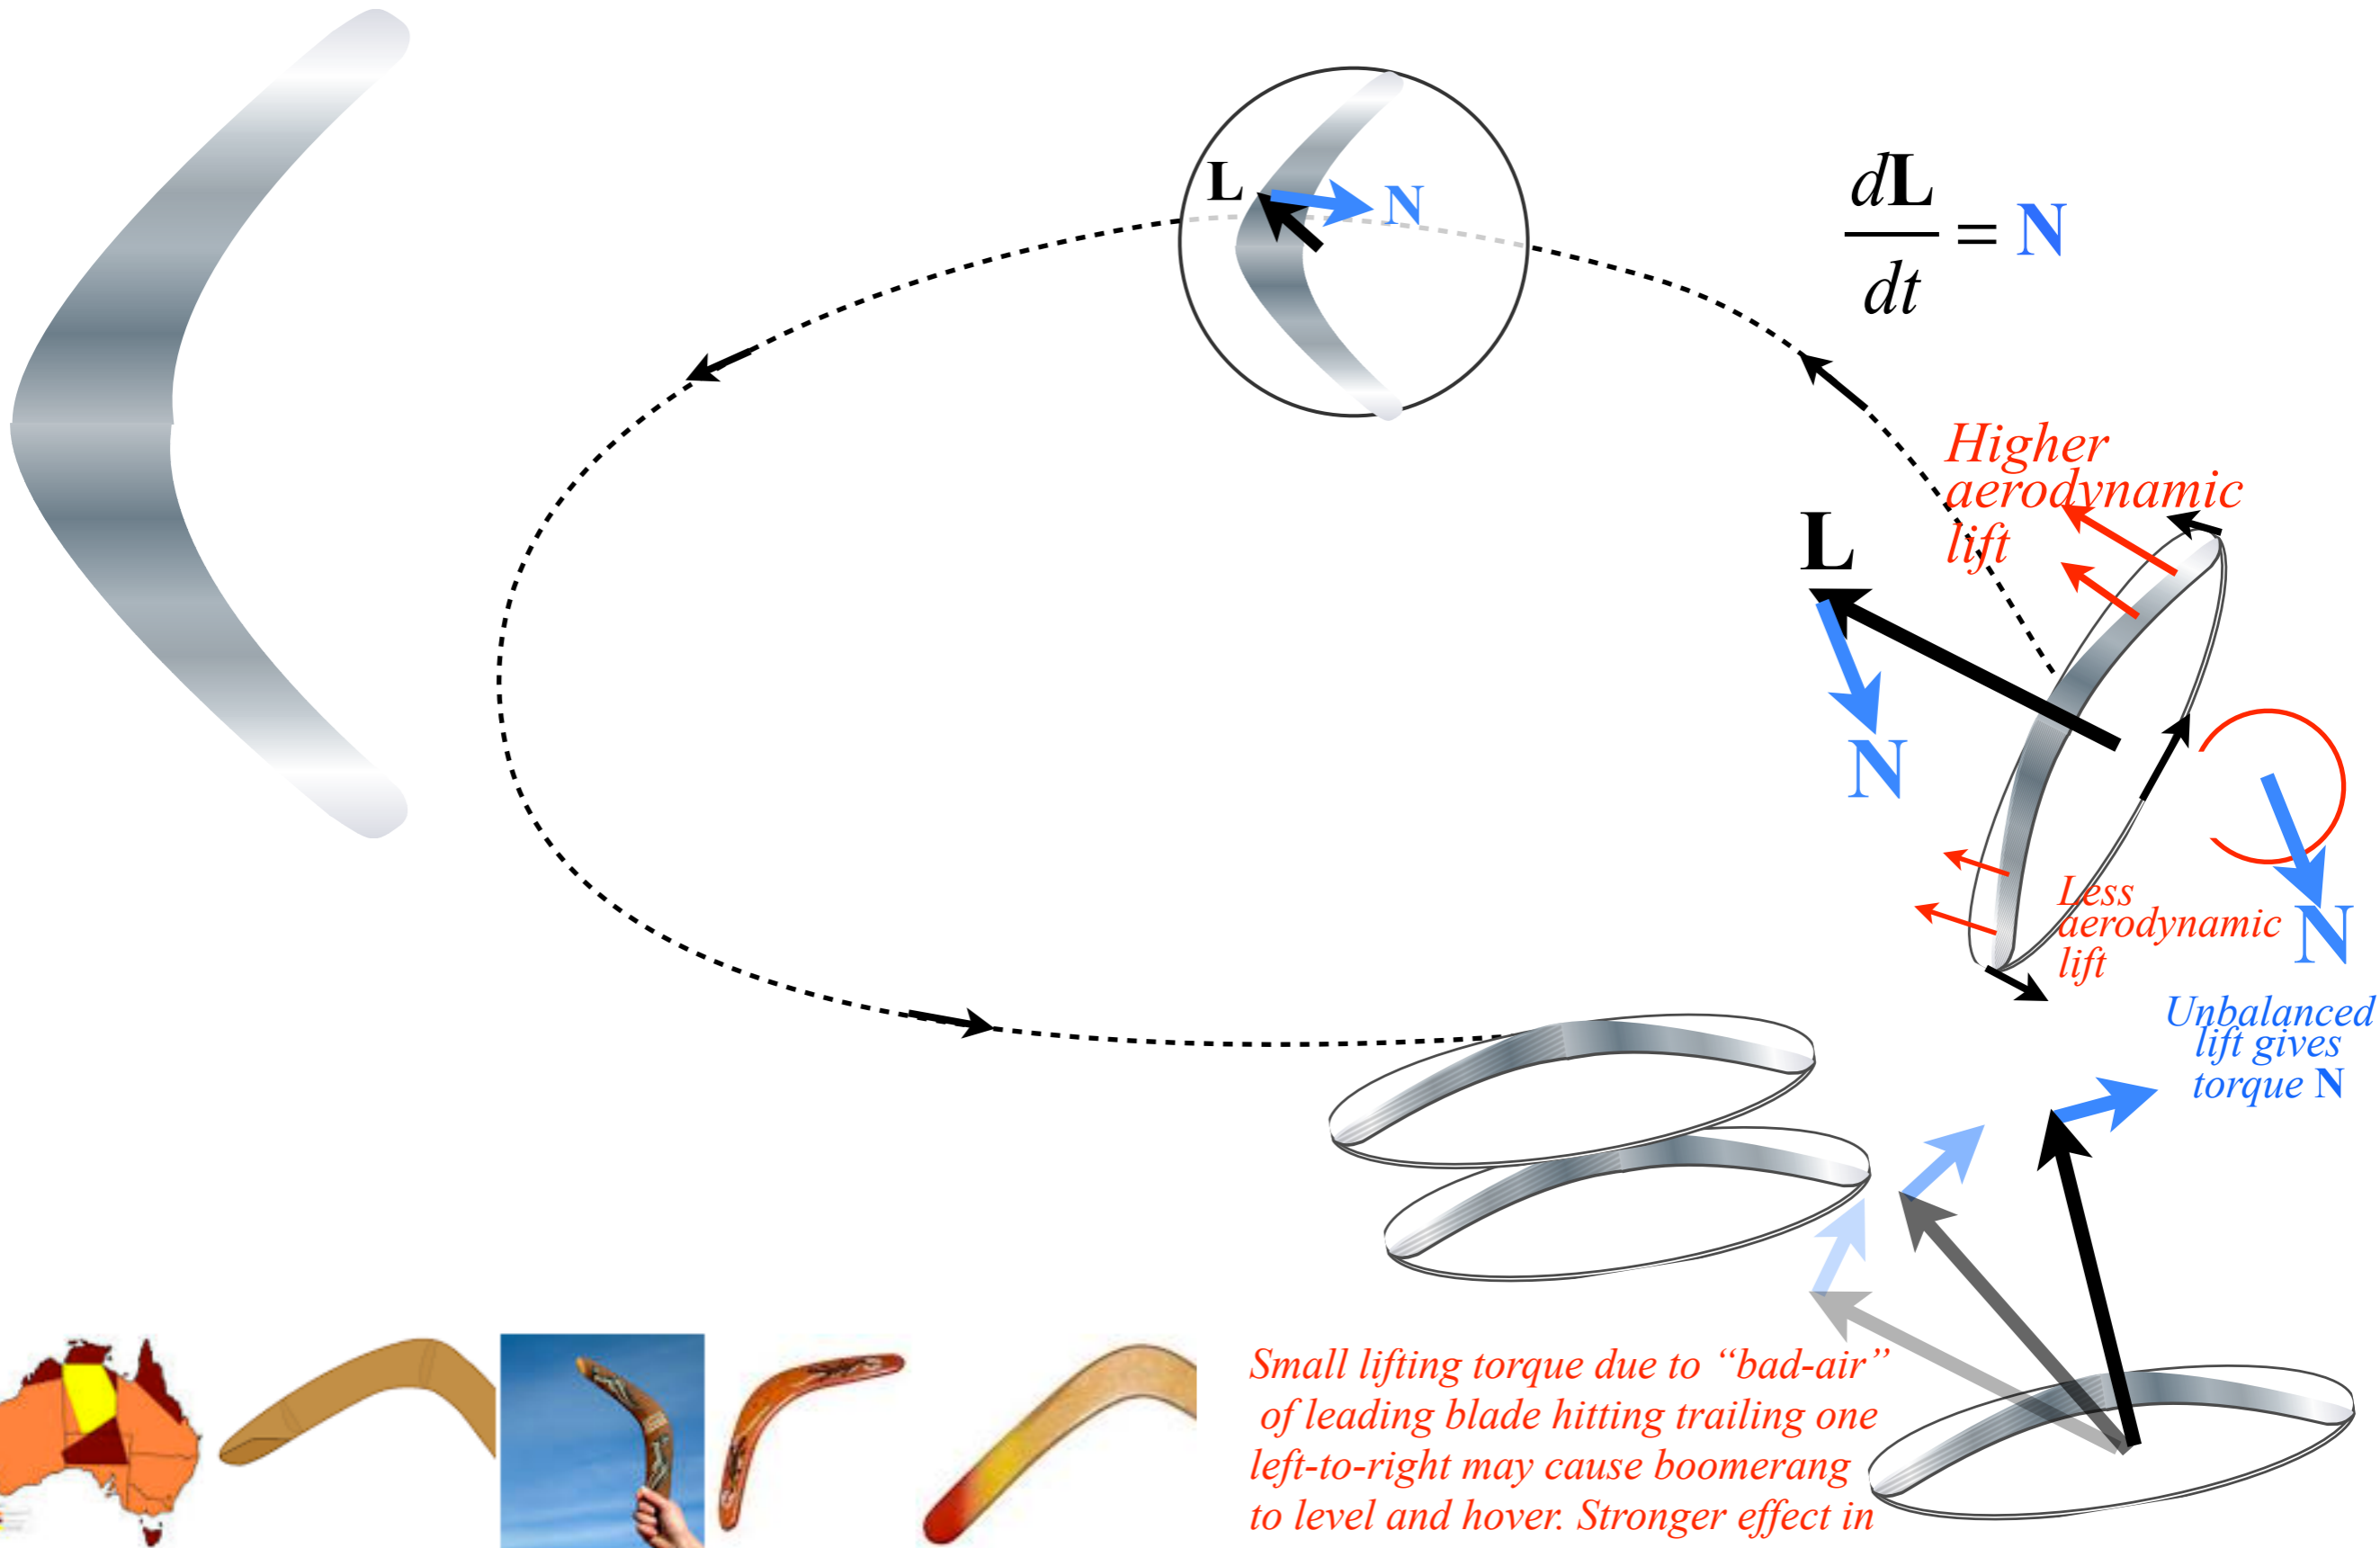 L
N
dL
dt
= N
Higher
aerodynamic
lift
L
N
Less
aerodynamic
lift
N
Unbalanced
lift gives
torque N
Small lifting torque due to “bad-air”
of leading blade hitting trailing one
left-to-right may cause boomerang
to level and hover. Stronger effect in